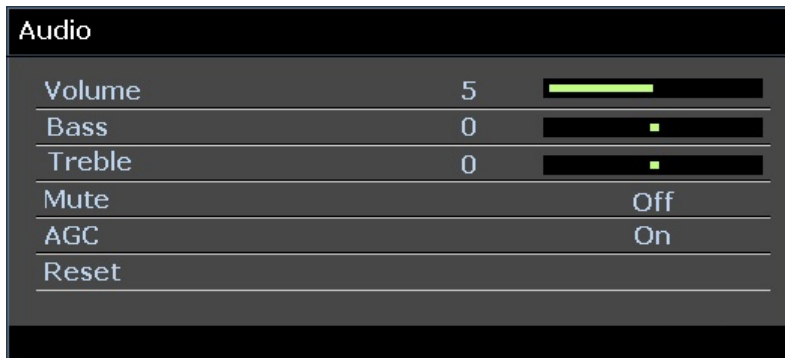 Audio
Volume 5
Bass 0
Treble 0
Mute Off
AGC On
Reset